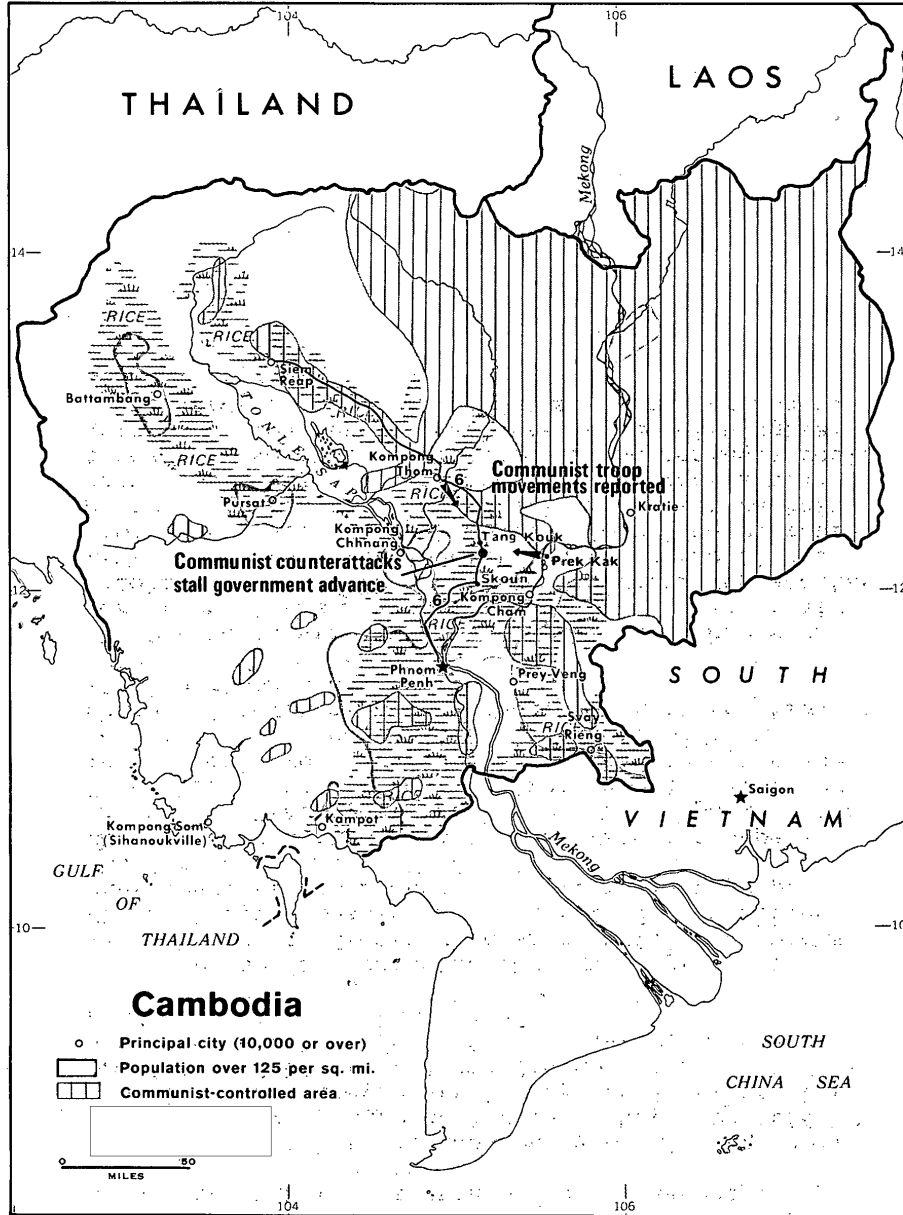 104
106
LAOS
THAILAND
Mekong
14
14
RICE
RICE
Siem
Reap
Battambang
TONLE SAP
RICE
Kompong
Thom
6
Communist troop
movements reported
RICE
Pursat
Kratie
Kompong
Chhnang
Tang Kouk
Prek Kak
Communist counterattacks
stall government advance
Skoun
12
12
6
Kompong
Cham
RIC
Phnom
Penh
SOUTH
Prey Veng
RIC
Svay
Rieng
Saigon
VIETNAM
Kompong Som
(Sihanoukville)
Kampot
Mekong
GULF
OF
THAILAND
10
10
Cambodia
Principal city (10,000 or over)
Population over 125 per sq. mi.
Communist-controlled area
SOUTH
CHINA SEA
0 50
MILES
104
106